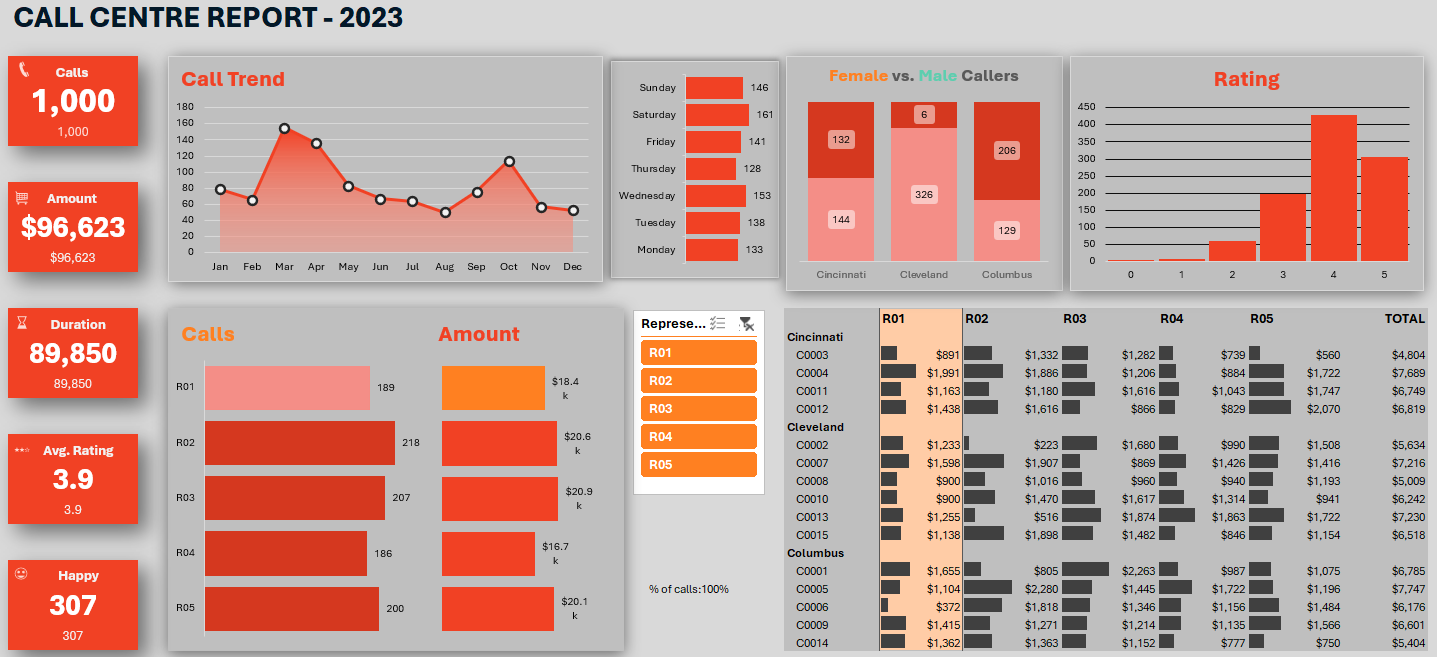 CALL CENTRE REPORT - 2023
Calls
1,000
1,000
Amount
$96,623
$96,623
Duration
89,850
89,850
Avg. Rating
3.9
3.9
Happy
307
307
Call Trend
180
160
140
120
100
80
60
40
20
0
Jan Feb Mar Apr May Jun Jul Aug Sep Oct Nov Dec
Sunday 146
Saturday 161
Friday 141
Thursday 128
Wednesday 153
Tuesday 138
Monday 133
Female vs. Male Callers
132 6 206
144 326 129
Cincinnati Cleveland Columbus
Rating
450
400
350
300
250
200
150
100
50
0
0 1 2 3 4 5
Calls
R01 189
R02 218
R03 207
R04 186
R05 200
Amount
$18.4
k
$20.6
k
$20.9
k
$16.7
k
$20.1
k
Represe...
R01
R02
R03
R04
R05
% of calls:100%
R01 R02 R03 R04 R05 TOTAL
Cincinnati
C0003 $891 $1,332 $1,282 $739 $560 $4,804
C0004 $1,991 $1,886 $1,206 $884 $1,722 $7,689
C0011 $1,163 $1,180 $1,616 $1,043 $1,747 $6,749
C0012 $1,438 $1,616 $866 $829 $2,070 $6,819
Cleveland
C0002 $1,233 $223 $1,680 $990 $1,508 $5,634
C0007 $1,598 $1,907 $869 $1,426 $1,416 $7,216
C0008 $900 $1,016 $960 $940 $1,193 $5,009
C0010 $900 $1,470 $1,617 $1,314 $941 $6,242
C0013 $1,255 $516 $1,874 $1,863 $1,722 $7,230
C0015 $1,138 $1,898 $1,482 $846 $1,154 $6,518
Columbus
C0001 $1,655 $805 $2,263 $987 $1,075 $6,785
C0005 $1,104 $2,280 $1,445 $1,722 $1,196 $7,747
C0006 $372 $1,818 $1,346 $1,156 $1,484 $6,176
C0009 $1,415 $1,271 $1,214 $1,135 $1,566 $6,601
C0014 $1,362 $1,363 $1,152 $777 $750 $5,404